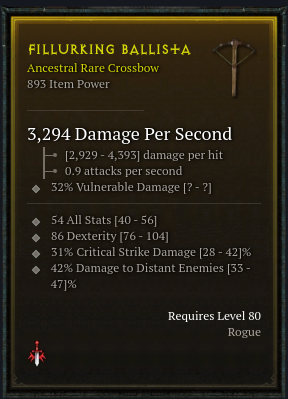 FILLURKING BALLISTA
Ancestral Rare Crossbow
893 Item Power
3,294 Damage Per Second
[2,929 - 4,393] damage per hit
0.9 attacks per second
32% Vulnerable Damage [? - ?]
54 All Stats [40 - 56]
86 Dexterity [76 - 104]
31% Critical Strike Damage [28 - 42]%
42% Damage to Distant Enemies [33 -
47]%
Requires Level 80
Rogue